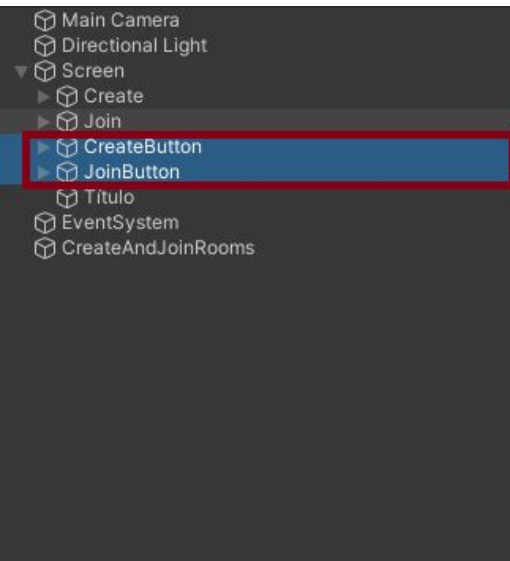 Main Camera
Directional Light
Screen
Create
Join
CreateButton
JoinButton
Título
EventSystem
CreateAndJoinRooms